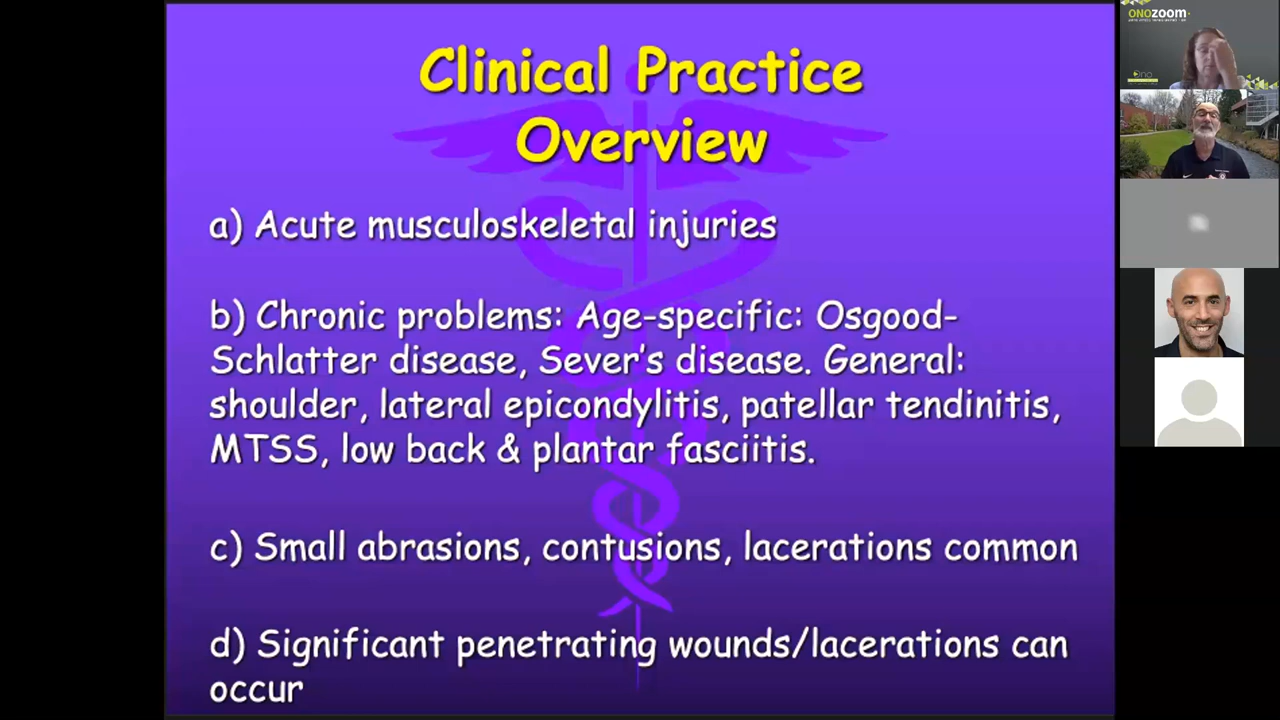 Clinical Practice
Overview
a) Acute musculoskeletal injuries
b) Chronic problems: Age-specific: Osgood-
Schlatter disease, Sever's disease. General:
shoulder, lateral epicondylitis, patellar tendinitis,
MTSS, low back & plantar fasciitis.
c) Small abrasions, contusions, lacerations common
d) Significant penetrating wounds/lacerations can
occur
ONOZOOM
Ono